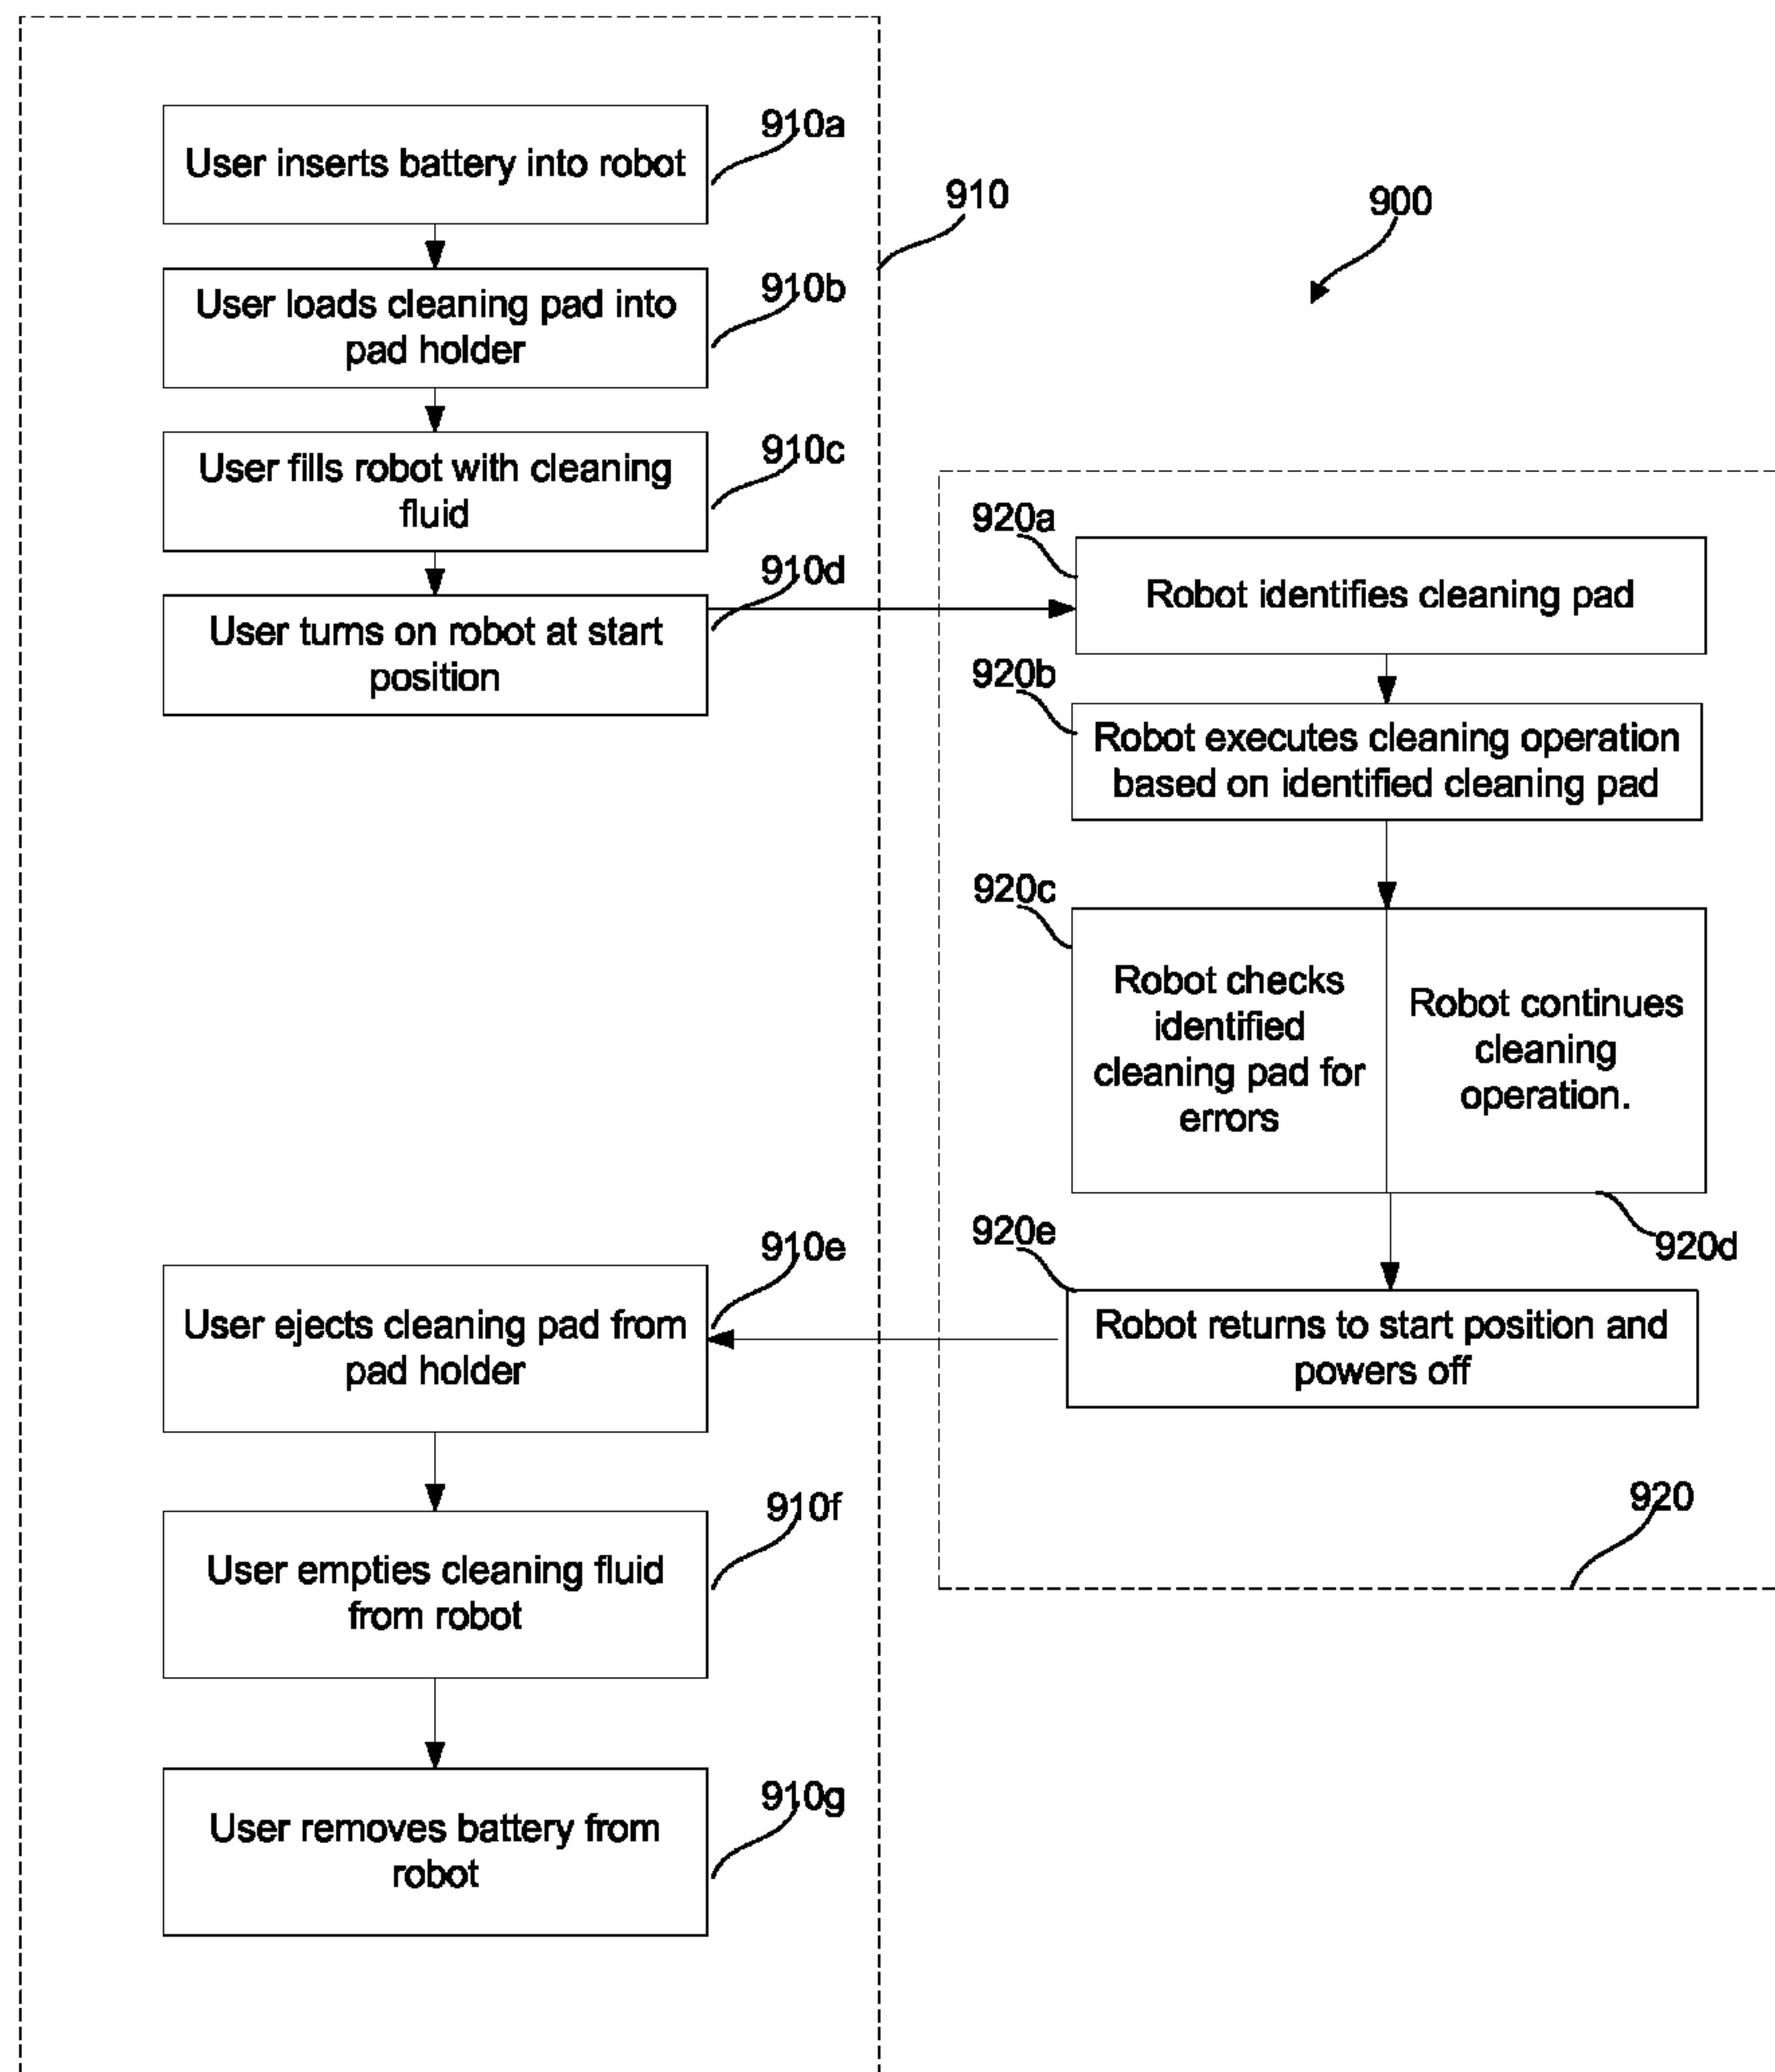 910a
User inserts battery into robot
910
900
910b
User loads cleaning pad into
pad holder
910c
User fills robot with cleaning
fluid
910d
User turns on robot at start
position
920a
Robot identifies cleaning pad
920b
Robot executes cleaning operation
based on identified cleaning pad
920c
Robot checks
identified
cleaning pad for
errors
Robot continues
cleaning
operation.
920d
920e
Robot returns to start position and
powers off
910e
User ejects cleaning pad from
pad holder
920
910f
User empties cleaning fluid
from robot
910g
User removes battery from
robot